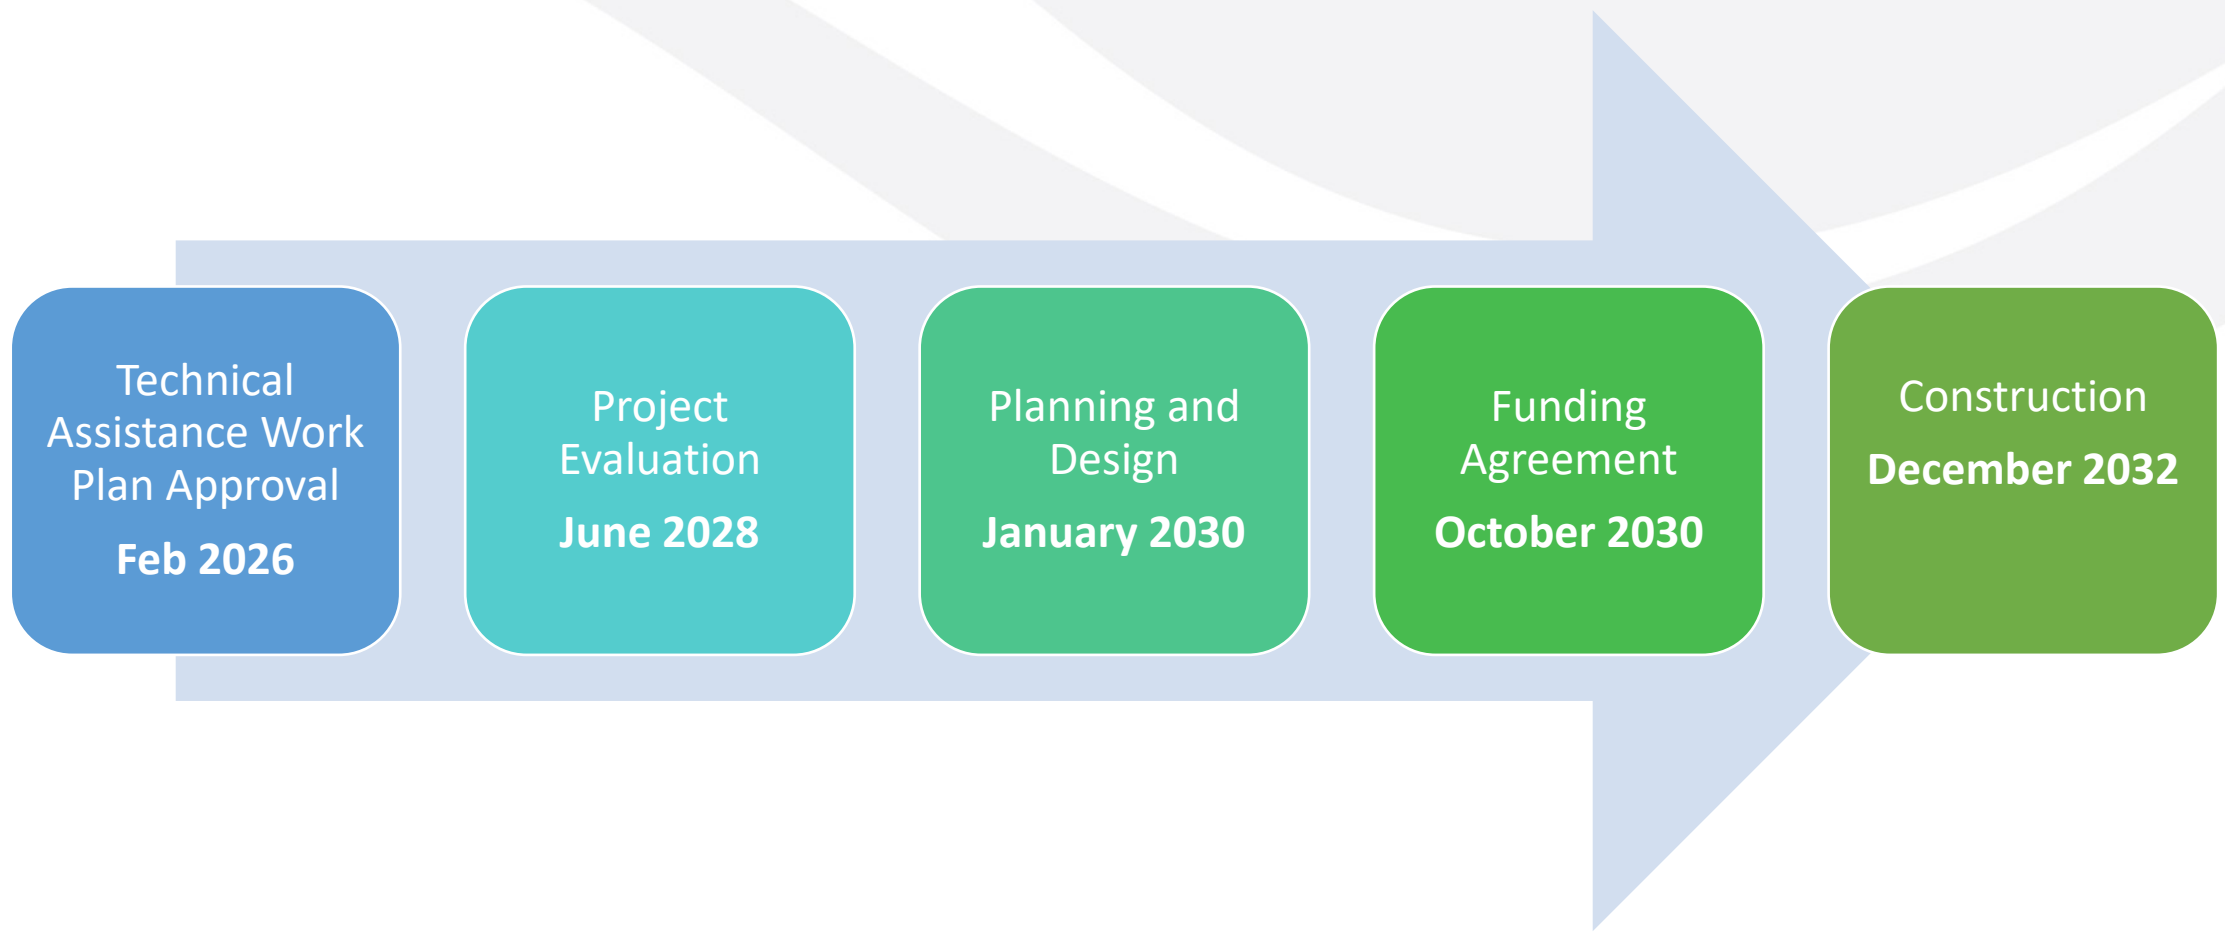 Technical
Assistance Work
Plan Approval
Feb 2026
Project
Evaluation
June 2028
Planning and
Design
January 2030
Funding
Agreement
October 2030
Construction
December 2032